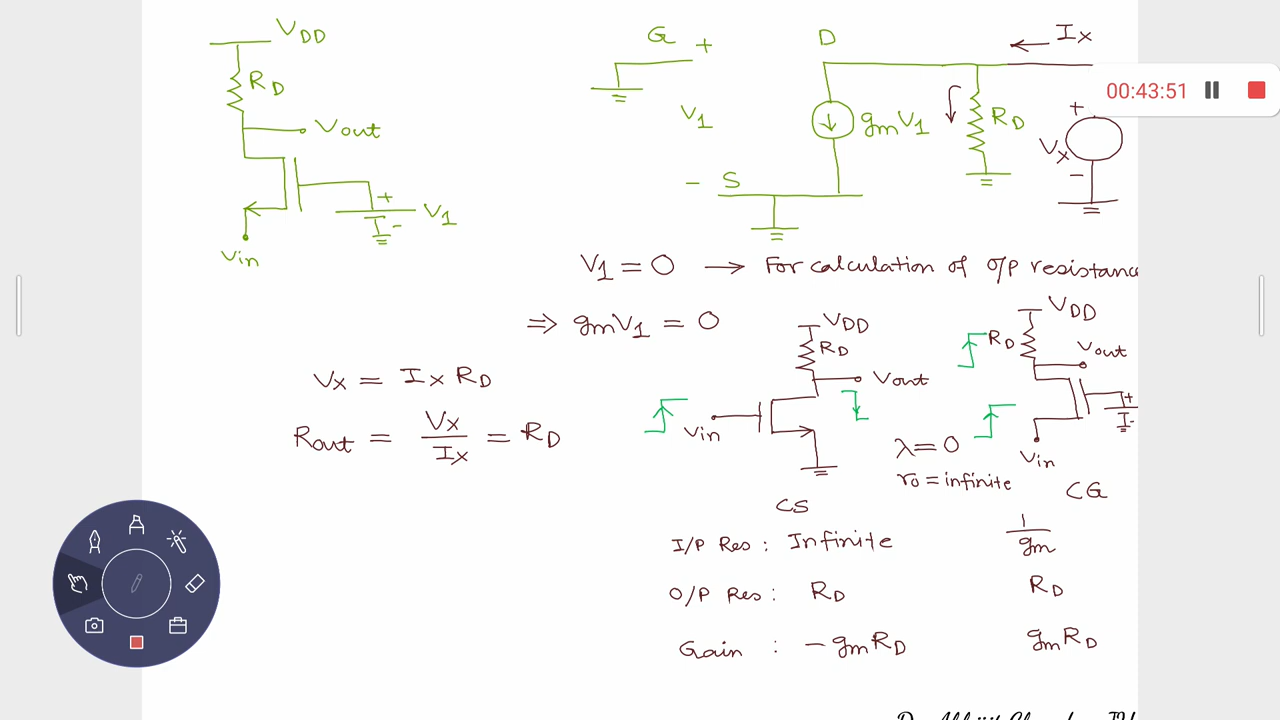 VDD
RD
Vout
+
V1
-
Vin
G +
D
Ix
00:43:51
V1
gmV1
RD
+
Vx
-
- S
V1 = 0 → For calculation of O/P resistance
⇒ gmV1 = 0
Vx = Ix RD
Rout = Vx/Ix = RD
VDD
RD
Vout
Vin
CS
λ = 0
ro = infinite
VDD
RD
Vout
+
-
Vin
CG
I/P Res : Infinite 1/gm
O/P Res : RD RD
Gain : - gmRD gmRD